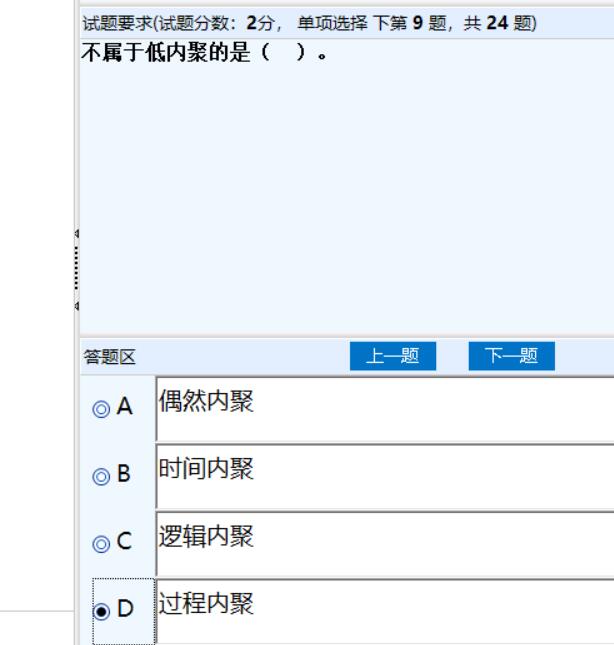 试题要求(试题分数：2分， 单项选择 下第 9 题，共 24 题)
不属于低内聚的是（ ）。
答题区
上一题
下一题
A 偶然内聚
B 时间内聚
C 逻辑内聚
D 过程内聚